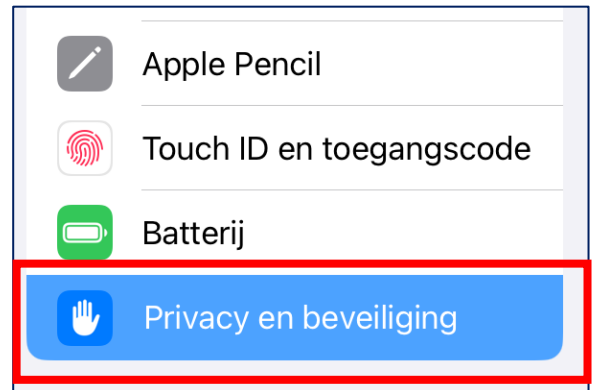 Apple Pencil
Touch ID en toegangscode
Batterij
Privacy en beveiliging